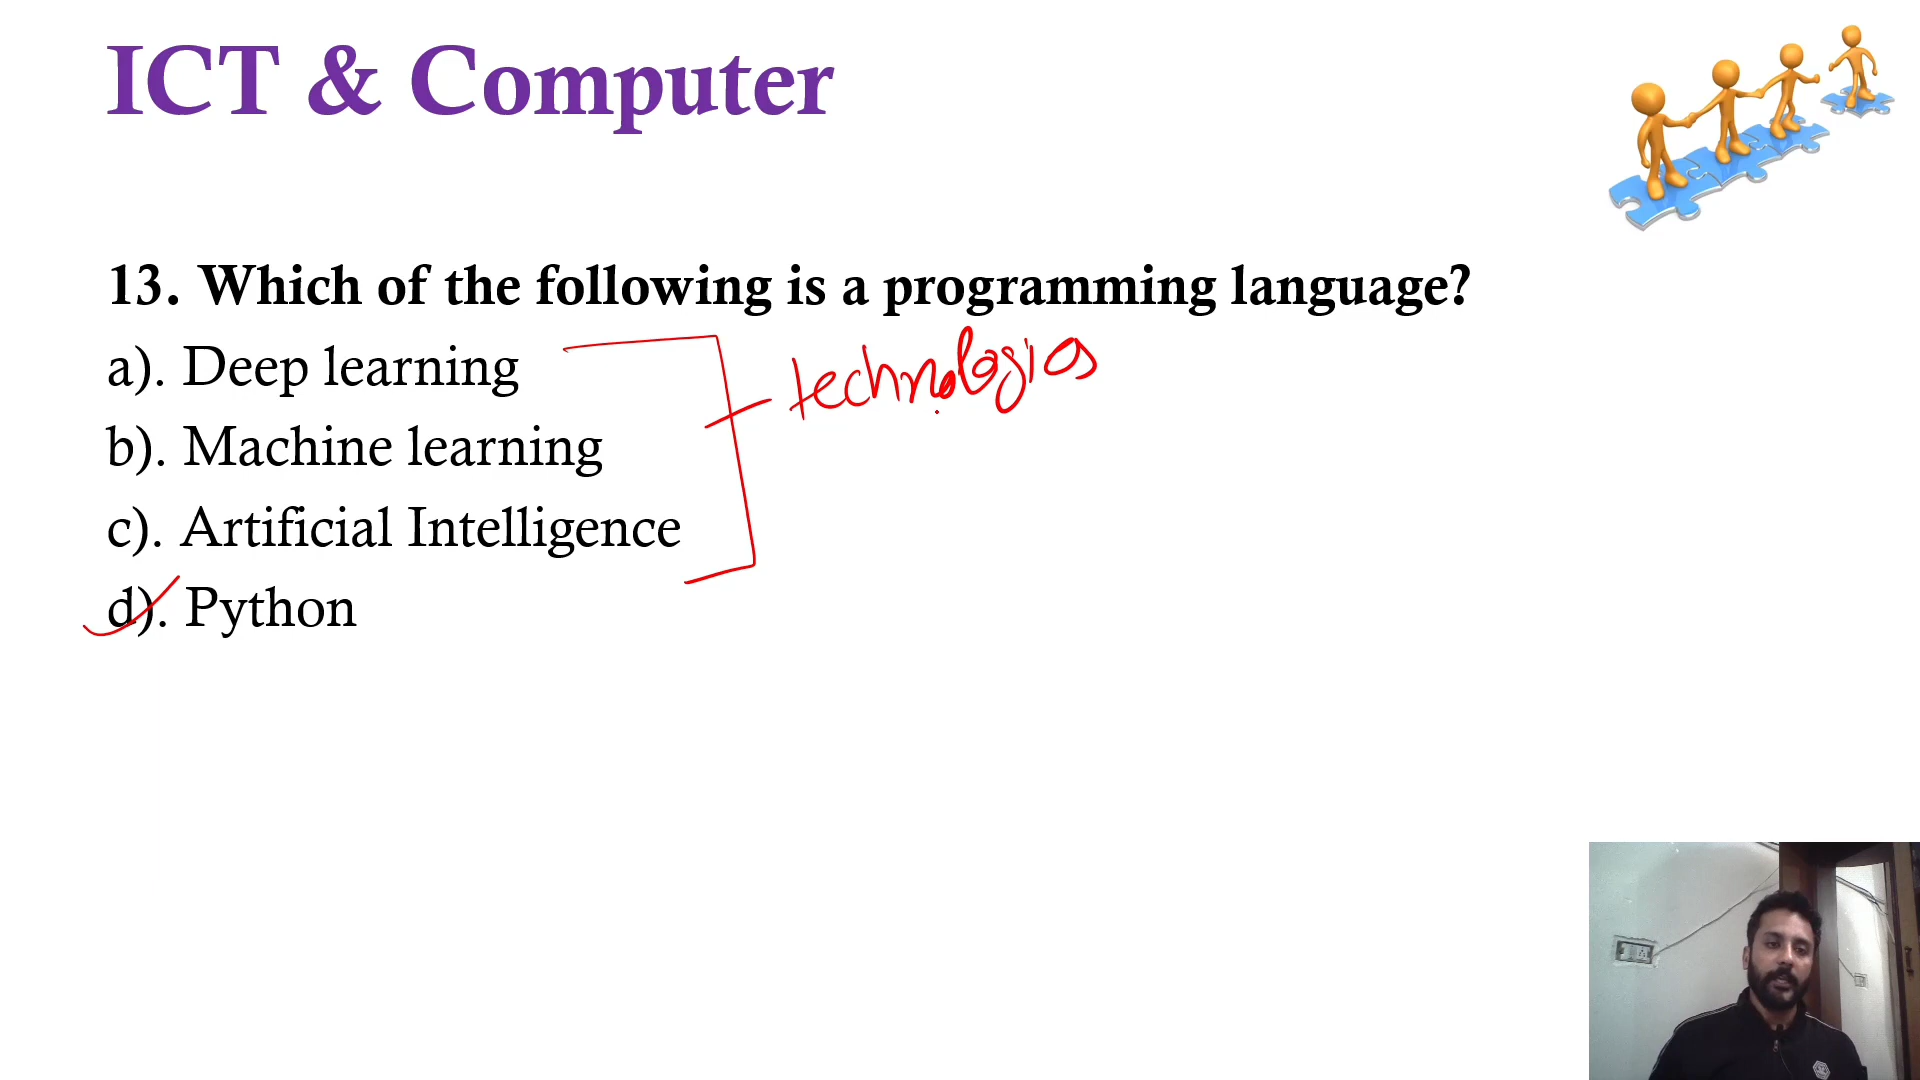 ICT & Computer
13. Which of the following is a programming language?
a). Deep learning
technologies
b). Machine learning
c). Artificial Intelligence
d). Python